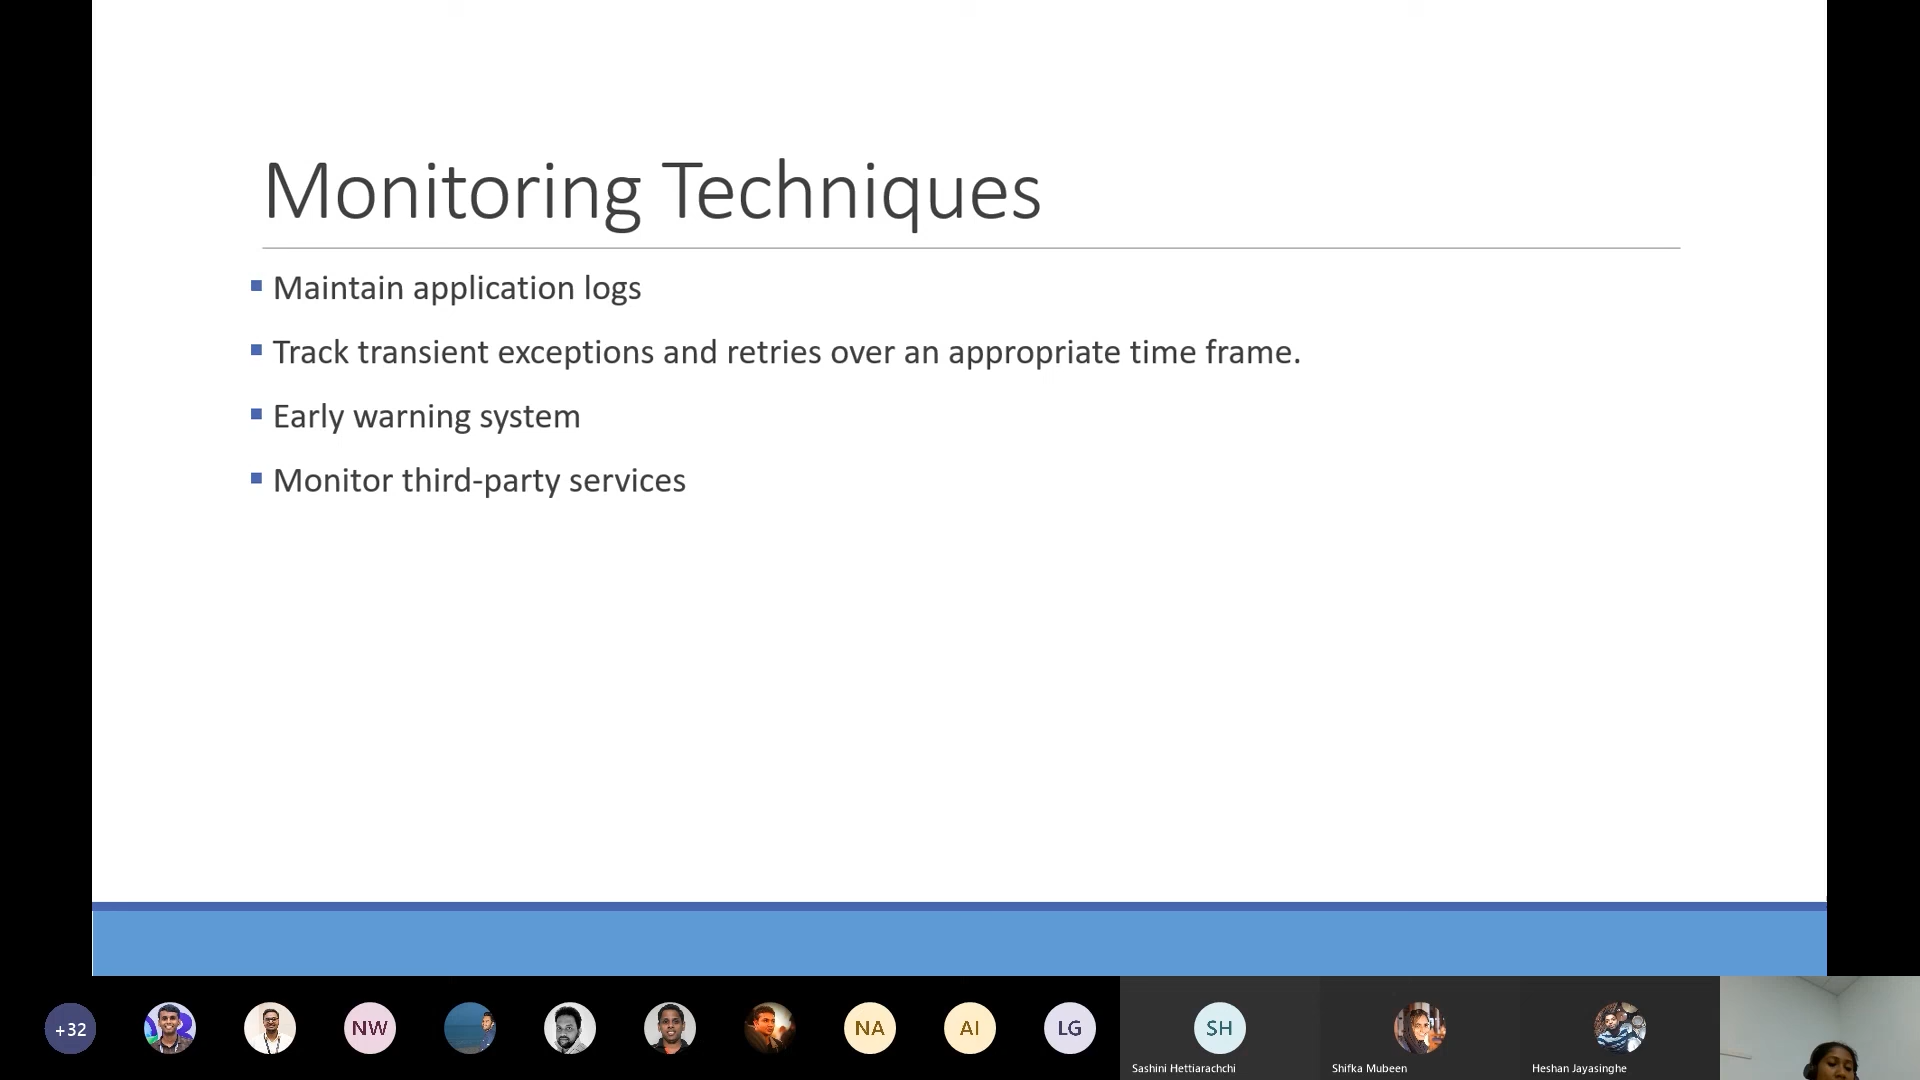 Monitoring Techniques
Maintain application logs
Track transient exceptions and retries over an appropriate time frame.
Early warning system
Monitor third-party services
+32
NW
NA
AI
LG
SH
Sashini Hettiarachchi
Shifka Mubeen
Heshan Jayasinghe